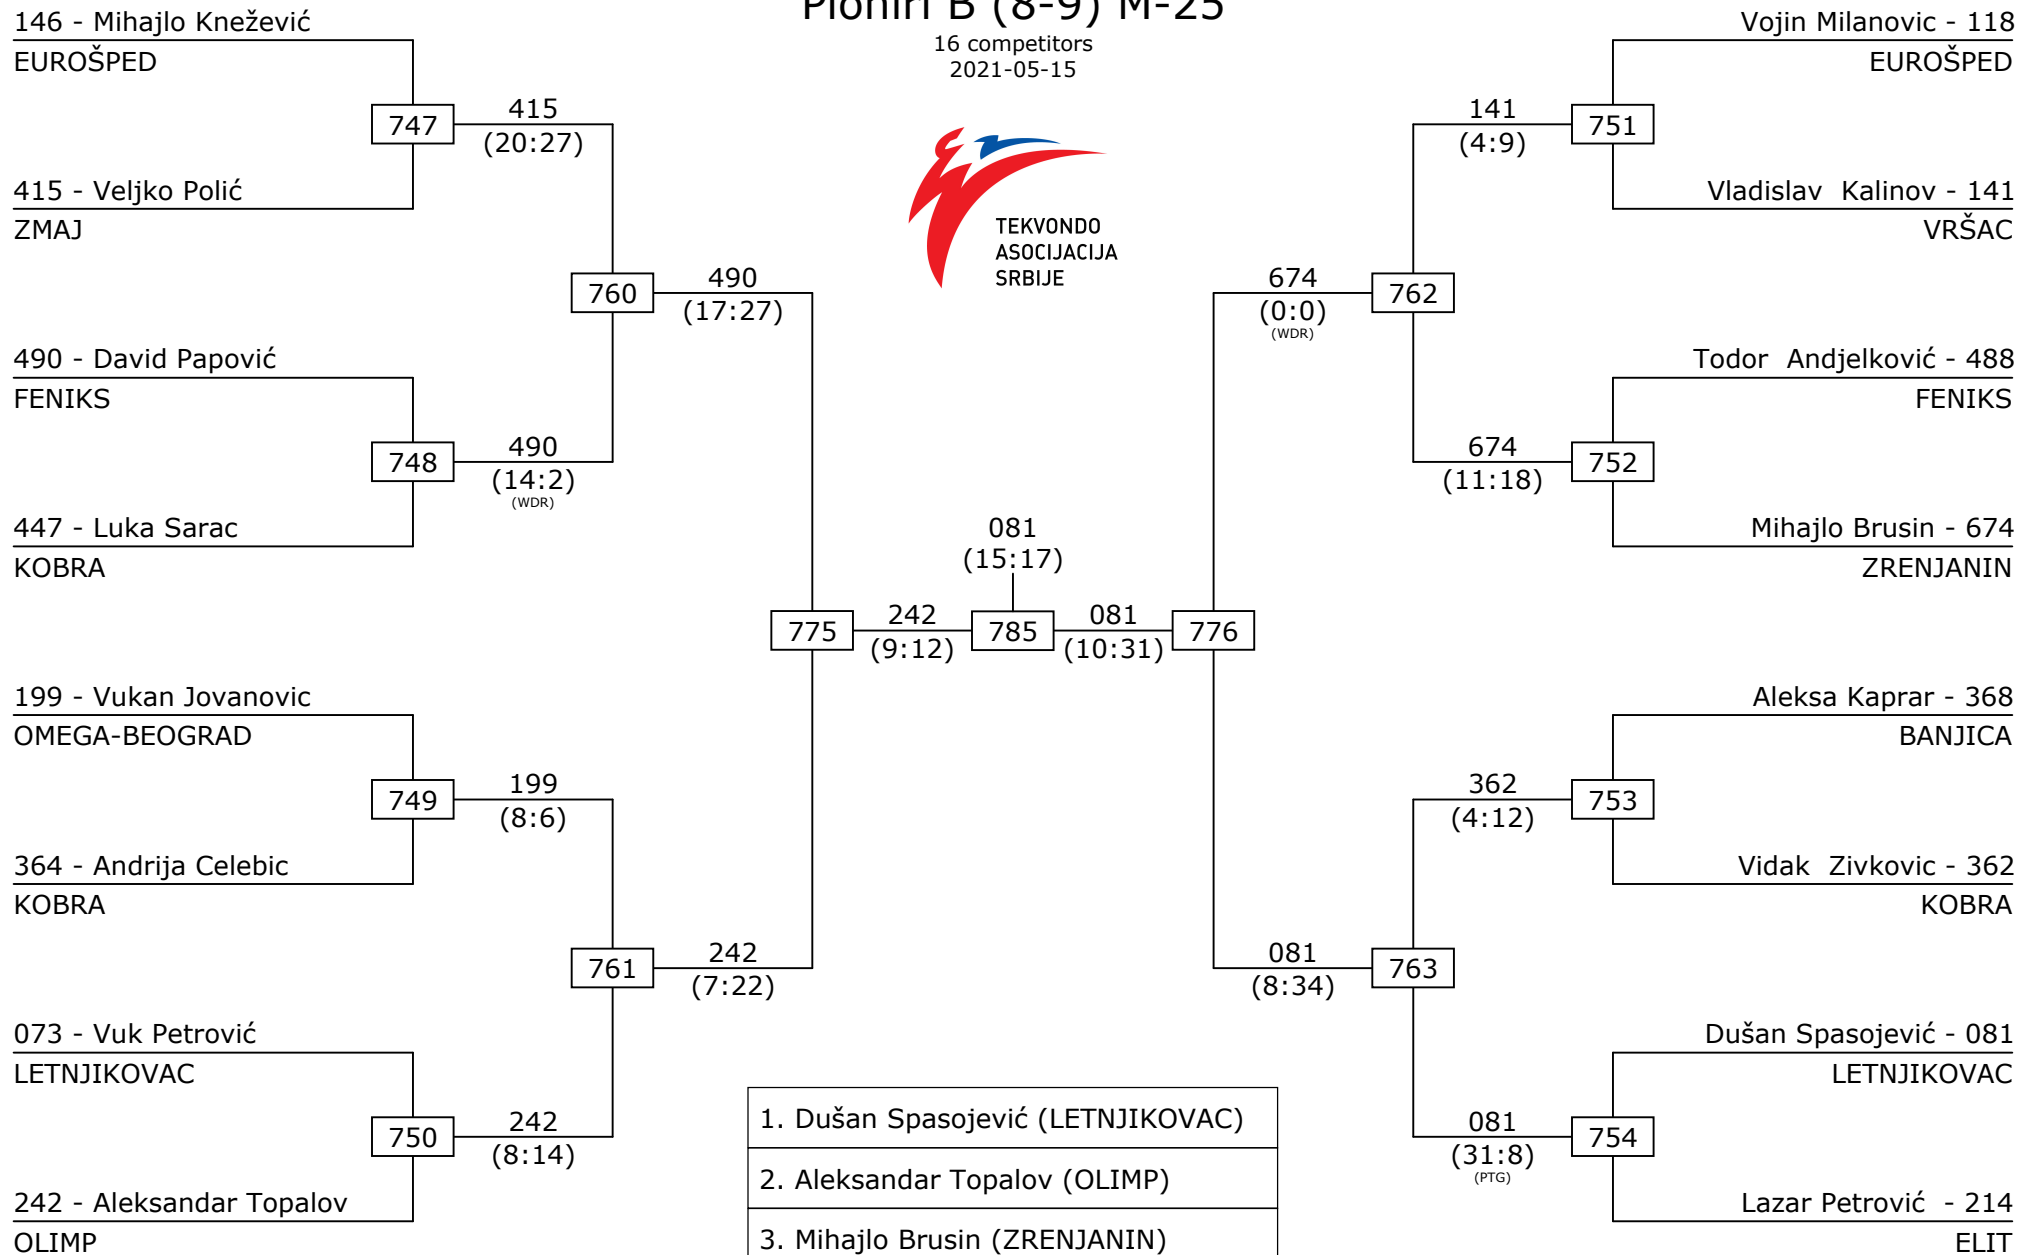 Pioniri B (8-9) M-25
16 competitors
2021-05-15
TEKVONDO
ASOCIJACIJA
SRBIJE
146 - Mihajlo Knežević
EUROŠPED
747
415
(20:27)
415 - Veljko Polić
ZMAJ
760
490
(17:27)
490 - David Papović
FENIKS
748
490
(14:2)
(WDR)
447 - Luka Sarac
KOBRA
775
242
(9:12)
199 - Vukan Jovanovic
OMEGA-BEOGRAD
749
199
(8:6)
364 - Andrija Celebic
KOBRA
761
242
(7:22)
073 - Vuk Petrović
LETNJIKOVAC
750
242
(8:14)
242 - Aleksandar Topalov
OLIMP
081
(15:17)
785
081
(10:31)
776
Vojin Milanovic - 118
EUROŠPED
141
(4:9)
751
Vladislav  Kalinov - 141
VRŠAC
674
(0:0)
(WDR)
762
Todor  Andjelković - 488
FENIKS
674
(11:18)
752
Mihajlo Brusin - 674
ZRENJANIN
Aleksa Kaprar - 368
BANJICA
362
(4:12)
753
Vidak  Zivkovic - 362
KOBRA
081
(8:34)
763
Dušan Spasojević - 081
LETNJIKOVAC
081
(31:8)
(PTG)
754
Lazar Petrović  - 214
ELIT
1. Dušan Spasojević (LETNJIKOVAC)
2. Aleksandar Topalov (OLIMP)
3. Mihajlo Brusin (ZRENJANIN)